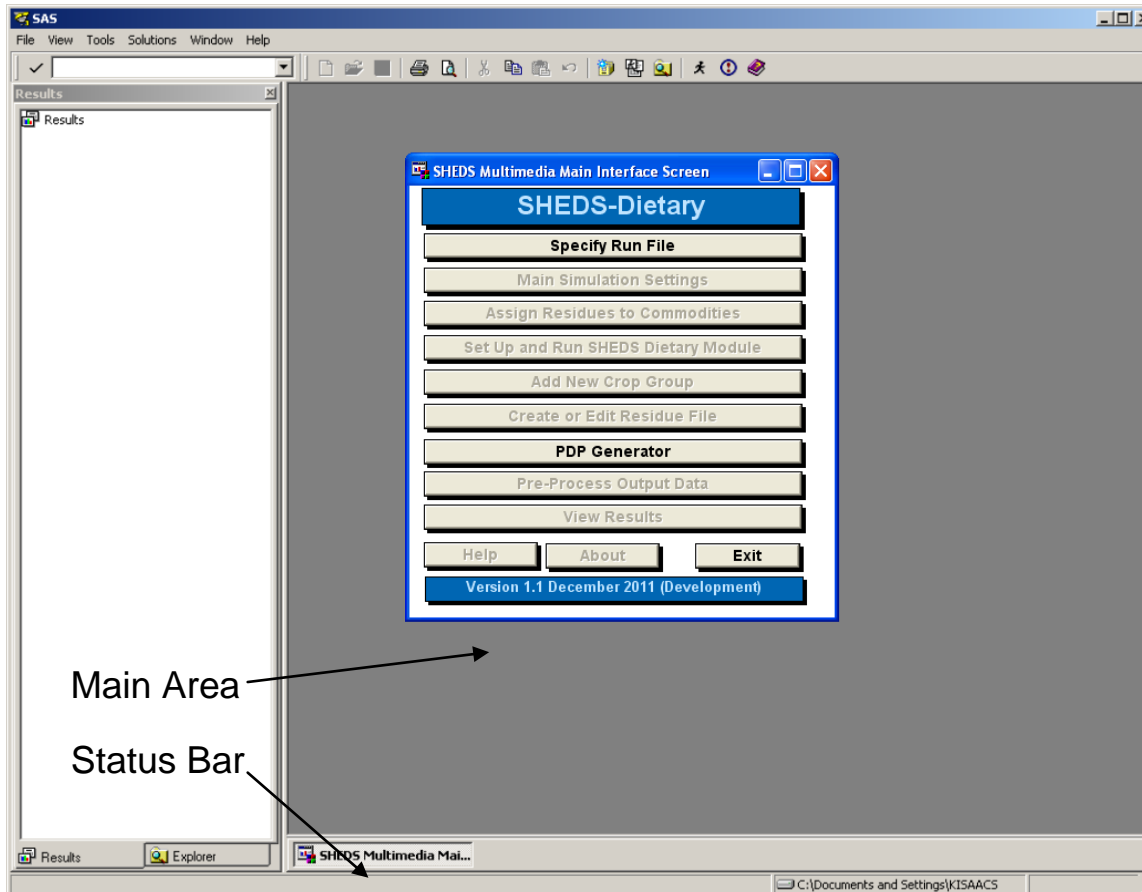 SAS
File View Tools Solutions Window Help
Results
Results
SHEDS Multimedia Main Interface Screen
SHEDS-Dietary
Specify Run File
Main Simulation Settings
Assign Residues to Commodities
Set Up and Run SHEDS Dietary Module
Add New Crop Group
Create or Edit Residue File
PDP Generator
Pre-Process Output Data
View Results
Help About Exit
Version 1.1 December 2011 (Development)
Main Area
Status Bar
Results Explorer
SHEDS Multimedia Mai...
C:\Documents and Settings\KISAACS